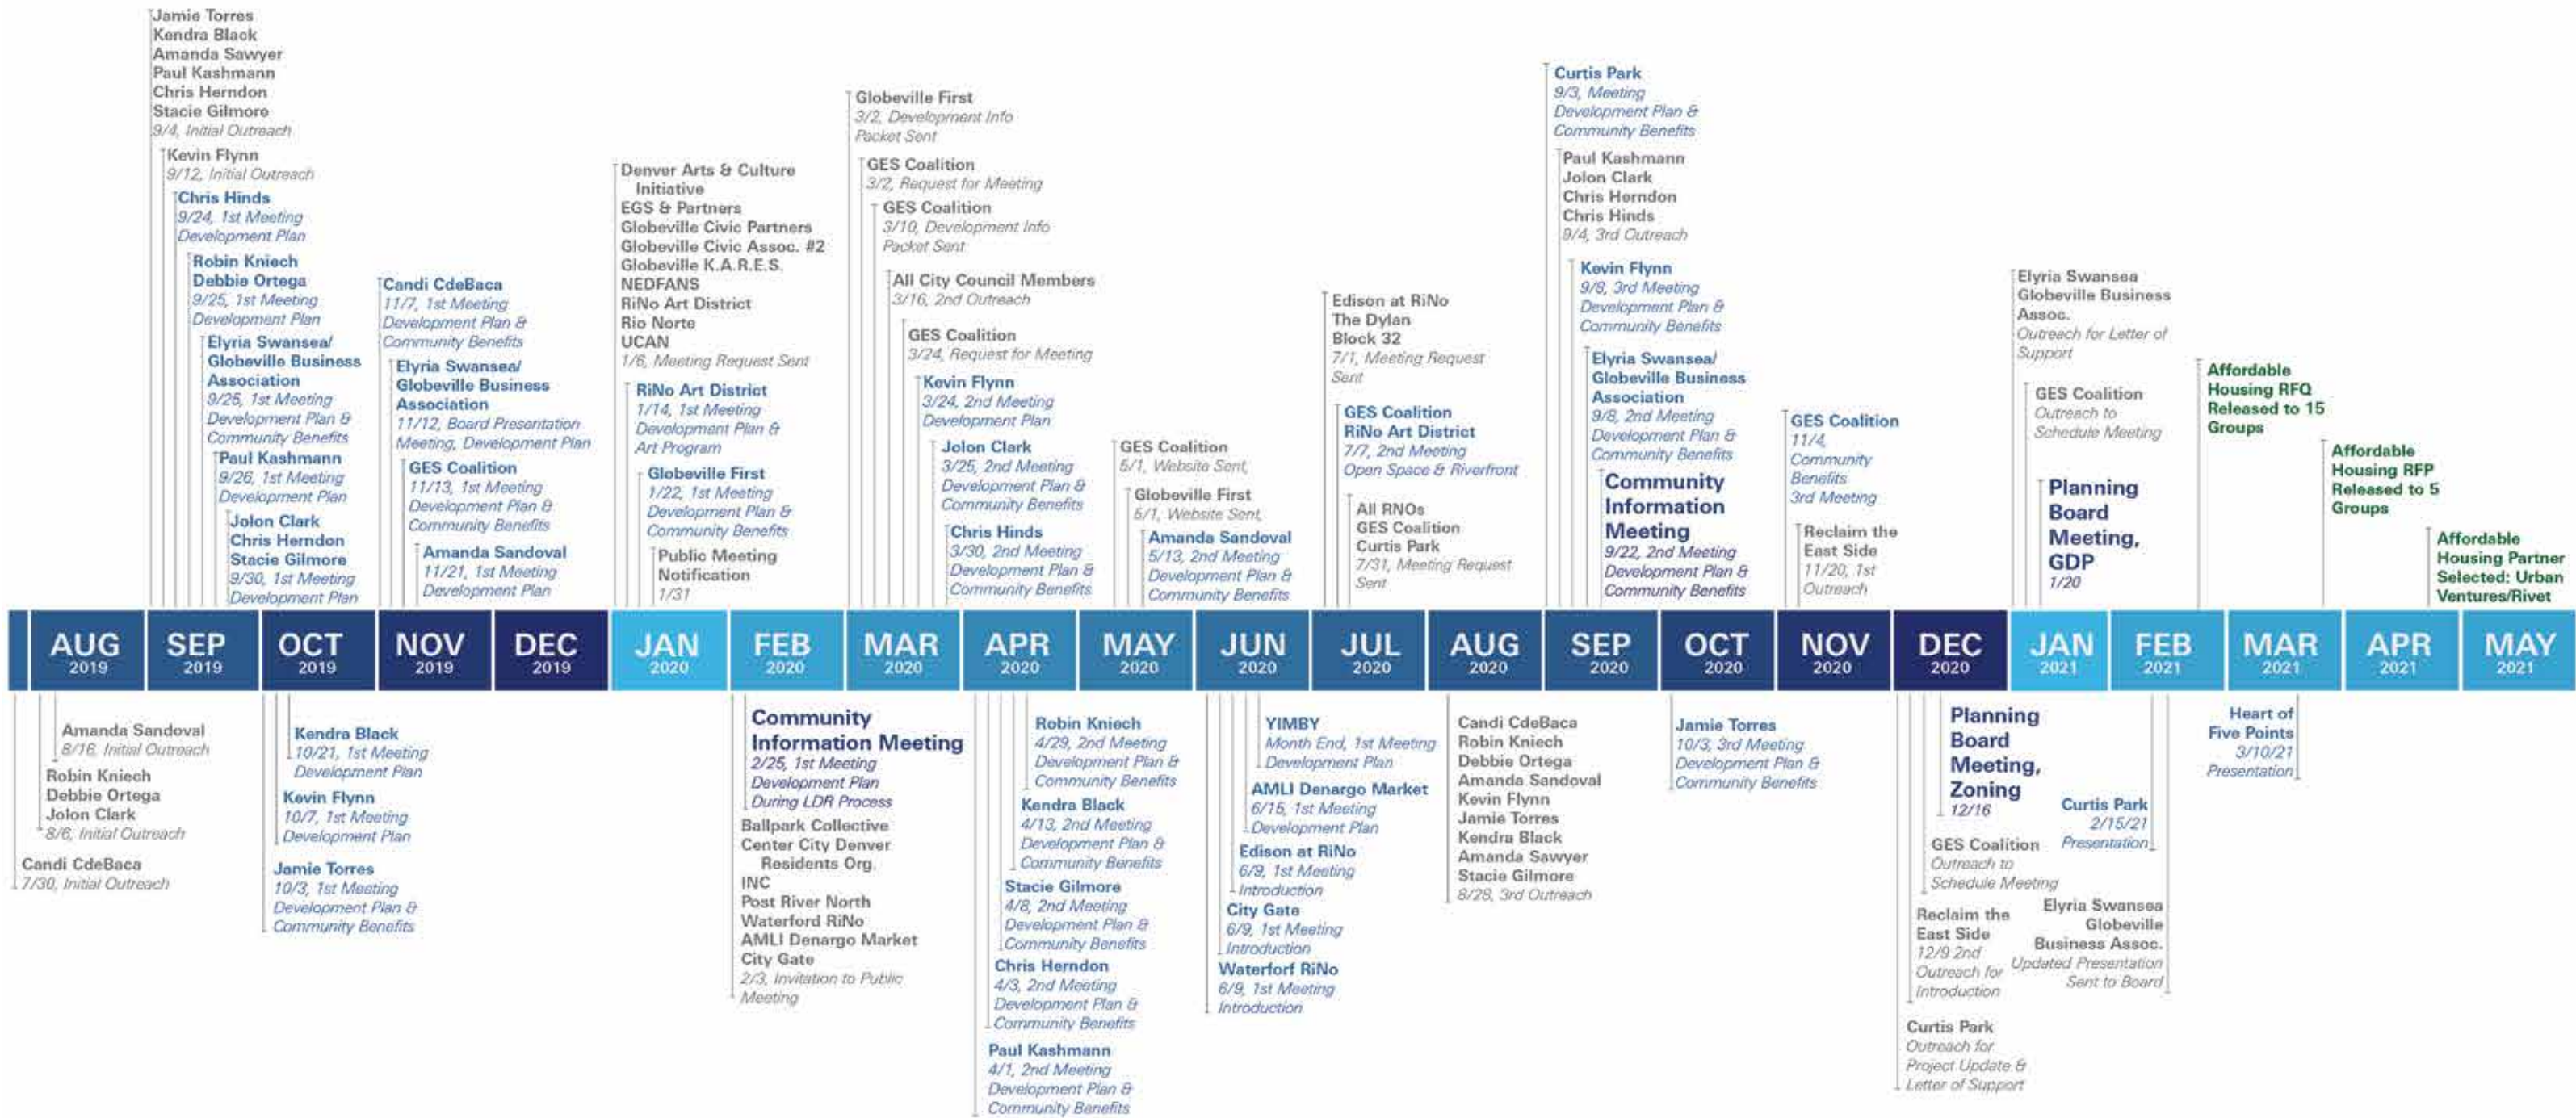 Jamie Torres
Kendra Black
Amanda Sawyer
Paul Kashmann
Chris Herndon
Stacie Gilmore
9/4, Initial Outreach
Kevin Flynn
9/12, Initial Outreach
Chris Hinds
9/24, 1st Meeting
Development Plan
Robin Kniech
Debbie Ortega
9/25, 1st Meeting
Development Plan
Elyria Swansea/
Globeville Business
Association
9/25, 1st Meeting
Development Plan &
Community Benefits
Paul Kashmann
9/26, 1st Meeting
Development Plan
Jolon Clark
Chris Herndon
Stacie Gilmore
9/30, 1st Meeting
Development Plan
Candi CdeBaca
11/7, 1st Meeting
Development Plan &
Community Benefits
Elyria Swansea/
Globeville Business
Association
11/12, Board Presentation
Meeting, Development Plan
GES Coalition
11/13, 1st Meeting
Development Plan &
Community Benefits
Amanda Sandoval
11/21, 1st Meeting
Development Plan
Denver Arts & Culture
Initiative
EGS & Partners
Globeville Civic Partners
Globeville Civic Assoc. #2
Globeville K.A.R.E.S.
NEDFANS
RiNo Art District
Rio Norte
UCAN
1/6, Meeting Request Sent
RiNo Art District
1/14, 1st Meeting
Development Plan &
Art Program
Globeville First
1/22, 1st Meeting
Development Plan &
Community Benefits
Public Meeting
Notification
1/31
Globeville First
3/2, Development Info
Packet Sent
GES Coalition
3/2, Request for Meeting
GES Coalition
3/10, Development Info
Packet Sent
All City Council Members
3/16, 2nd Outreach
GES Coalition
3/24, Request for Meeting
Kevin Flynn
3/24, 2nd Meeting
Development Plan
Jolon Clark
3/25, 2nd Meeting
Development Plan &
Community Benefits
Chris Hinds
3/30, 2nd Meeting
Development Plan &
Community Benefits
GES Coalition
5/1, Website Sent,
Globeville First
5/1, Website Sent,
Amanda Sandoval
5/13, 2nd Meeting
Development Plan &
Community Benefits
Edison at RiNo
The Dylan
Block 32
7/1, Meeting Request
Sent
GES Coalition
RiNo Art District
7/7, 2nd Meeting
Open Space & Riverfront
All RNOs
GES Coalition
Curtis Park
7/31, Meeting Request
Sent
Curtis Park
9/3, Meeting
Development Plan &
Community Benefits
Paul Kashmann
Jolon Clark
Chris Herndon
Chris Hinds
9/4, 3rd Outreach
Kevin Flynn
9/8, 3rd Meeting
Development Plan &
Community Benefits
Elyria Swansea/
Globeville Business
Association
9/8, 2nd Meeting
Development Plan &
Community Benefits
Community
Information
Meeting
9/22, 2nd Meeting
Development Plan &
Community Benefits
GES Coalition
11/4,
Community
Benefits
3rd Meeting
Reclaim the
East Side
11/20, 1st
Outreach
Elyria Swansea
Globeville Business
Assoc.
Outreach for Letter of
Support
GES Coalition
Outreach to
Schedule Meeting
Planning
Board
Meeting,
GDP
1/20
Affordable
Housing RFQ
Released to 15
Groups
Affordable
Housing RFP
Released to 5
Groups
Affordable
Housing Partner
Selected: Urban
Ventures/Rivet
AUG
2019
SEP
2019
OCT
2019
NOV
2019
DEC
2019
JAN
2020
FEB
2020
MAR
2020
APR
2020
MAY
2020
JUN
2020
JUL
2020
AUG
2020
SEP
2020
OCT
2020
NOV
2020
DEC
2020
JAN
2021
FEB
2021
MAR
2021
APR
2021
MAY
2021
Amanda Sandoval
8/16, Initial Outreach
Robin Kniech
Debbie Ortega
Jolon Clark
8/6, Initial Outreach
Candi CdeBaca
7/30, Initial Outreach
Kendra Black
10/21, 1st Meeting
Development Plan
Kevin Flynn
10/7, 1st Meeting
Development Plan
Jamie Torres
10/3, 1st Meeting
Development Plan &
Community Benefits
Community
Information Meeting
2/25, 1st Meeting
Development Plan
During LDR Process
Ballpark Collective
Center City Denver
Residents Org.
INC
Post River North
Waterford RiNo
AMLI Denargo Market
City Gate
2/3, Invitation to Public
Meeting
Robin Kniech
4/29, 2nd Meeting
Development Plan &
Community Benefits
Kendra Black
4/13, 2nd Meeting
Development Plan &
Community Benefits
Stacie Gilmore
4/8, 2nd Meeting
Development Plan &
Community Benefits
Chris Herndon
4/3, 2nd Meeting
Development Plan &
Community Benefits
Paul Kashmann
4/1, 2nd Meeting
Development Plan &
Community Benefits
YIMBY
Month End, 1st Meeting
Development Plan
AMLI Denargo Market
6/15, 1st Meeting
Development Plan
Edison at RiNo
6/9, 1st Meeting
Introduction
City Gate
6/9, 1st Meeting
Introduction
Waterforf RiNo
6/9, 1st Meeting
Introduction
Candi CdeBaca
Robin Kniech
Debbie Ortega
Amanda Sandoval
Kevin Flynn
Jamie Torres
Kendra Black
Amanda Sawyer
Stacie Gilmore
8/28, 3rd Outreach
Jamie Torres
10/3, 3rd Meeting
Development Plan &
Community Benefits
Planning
Board
Meeting,
Zoning
12/16
GES Coalition
Outreach to
Schedule Meeting
Reclaim the
East Side
12/9 2nd
Outreach for
Introduction
Curtis Park
Outreach for
Project Update &
Letter of Support
Curtis Park
2/15/21
Presentation
Elyria Swansea
Globeville
Business Assoc.
Updated Presentation
Sent to Board
Heart of
Five Points
3/10/21
Presentation